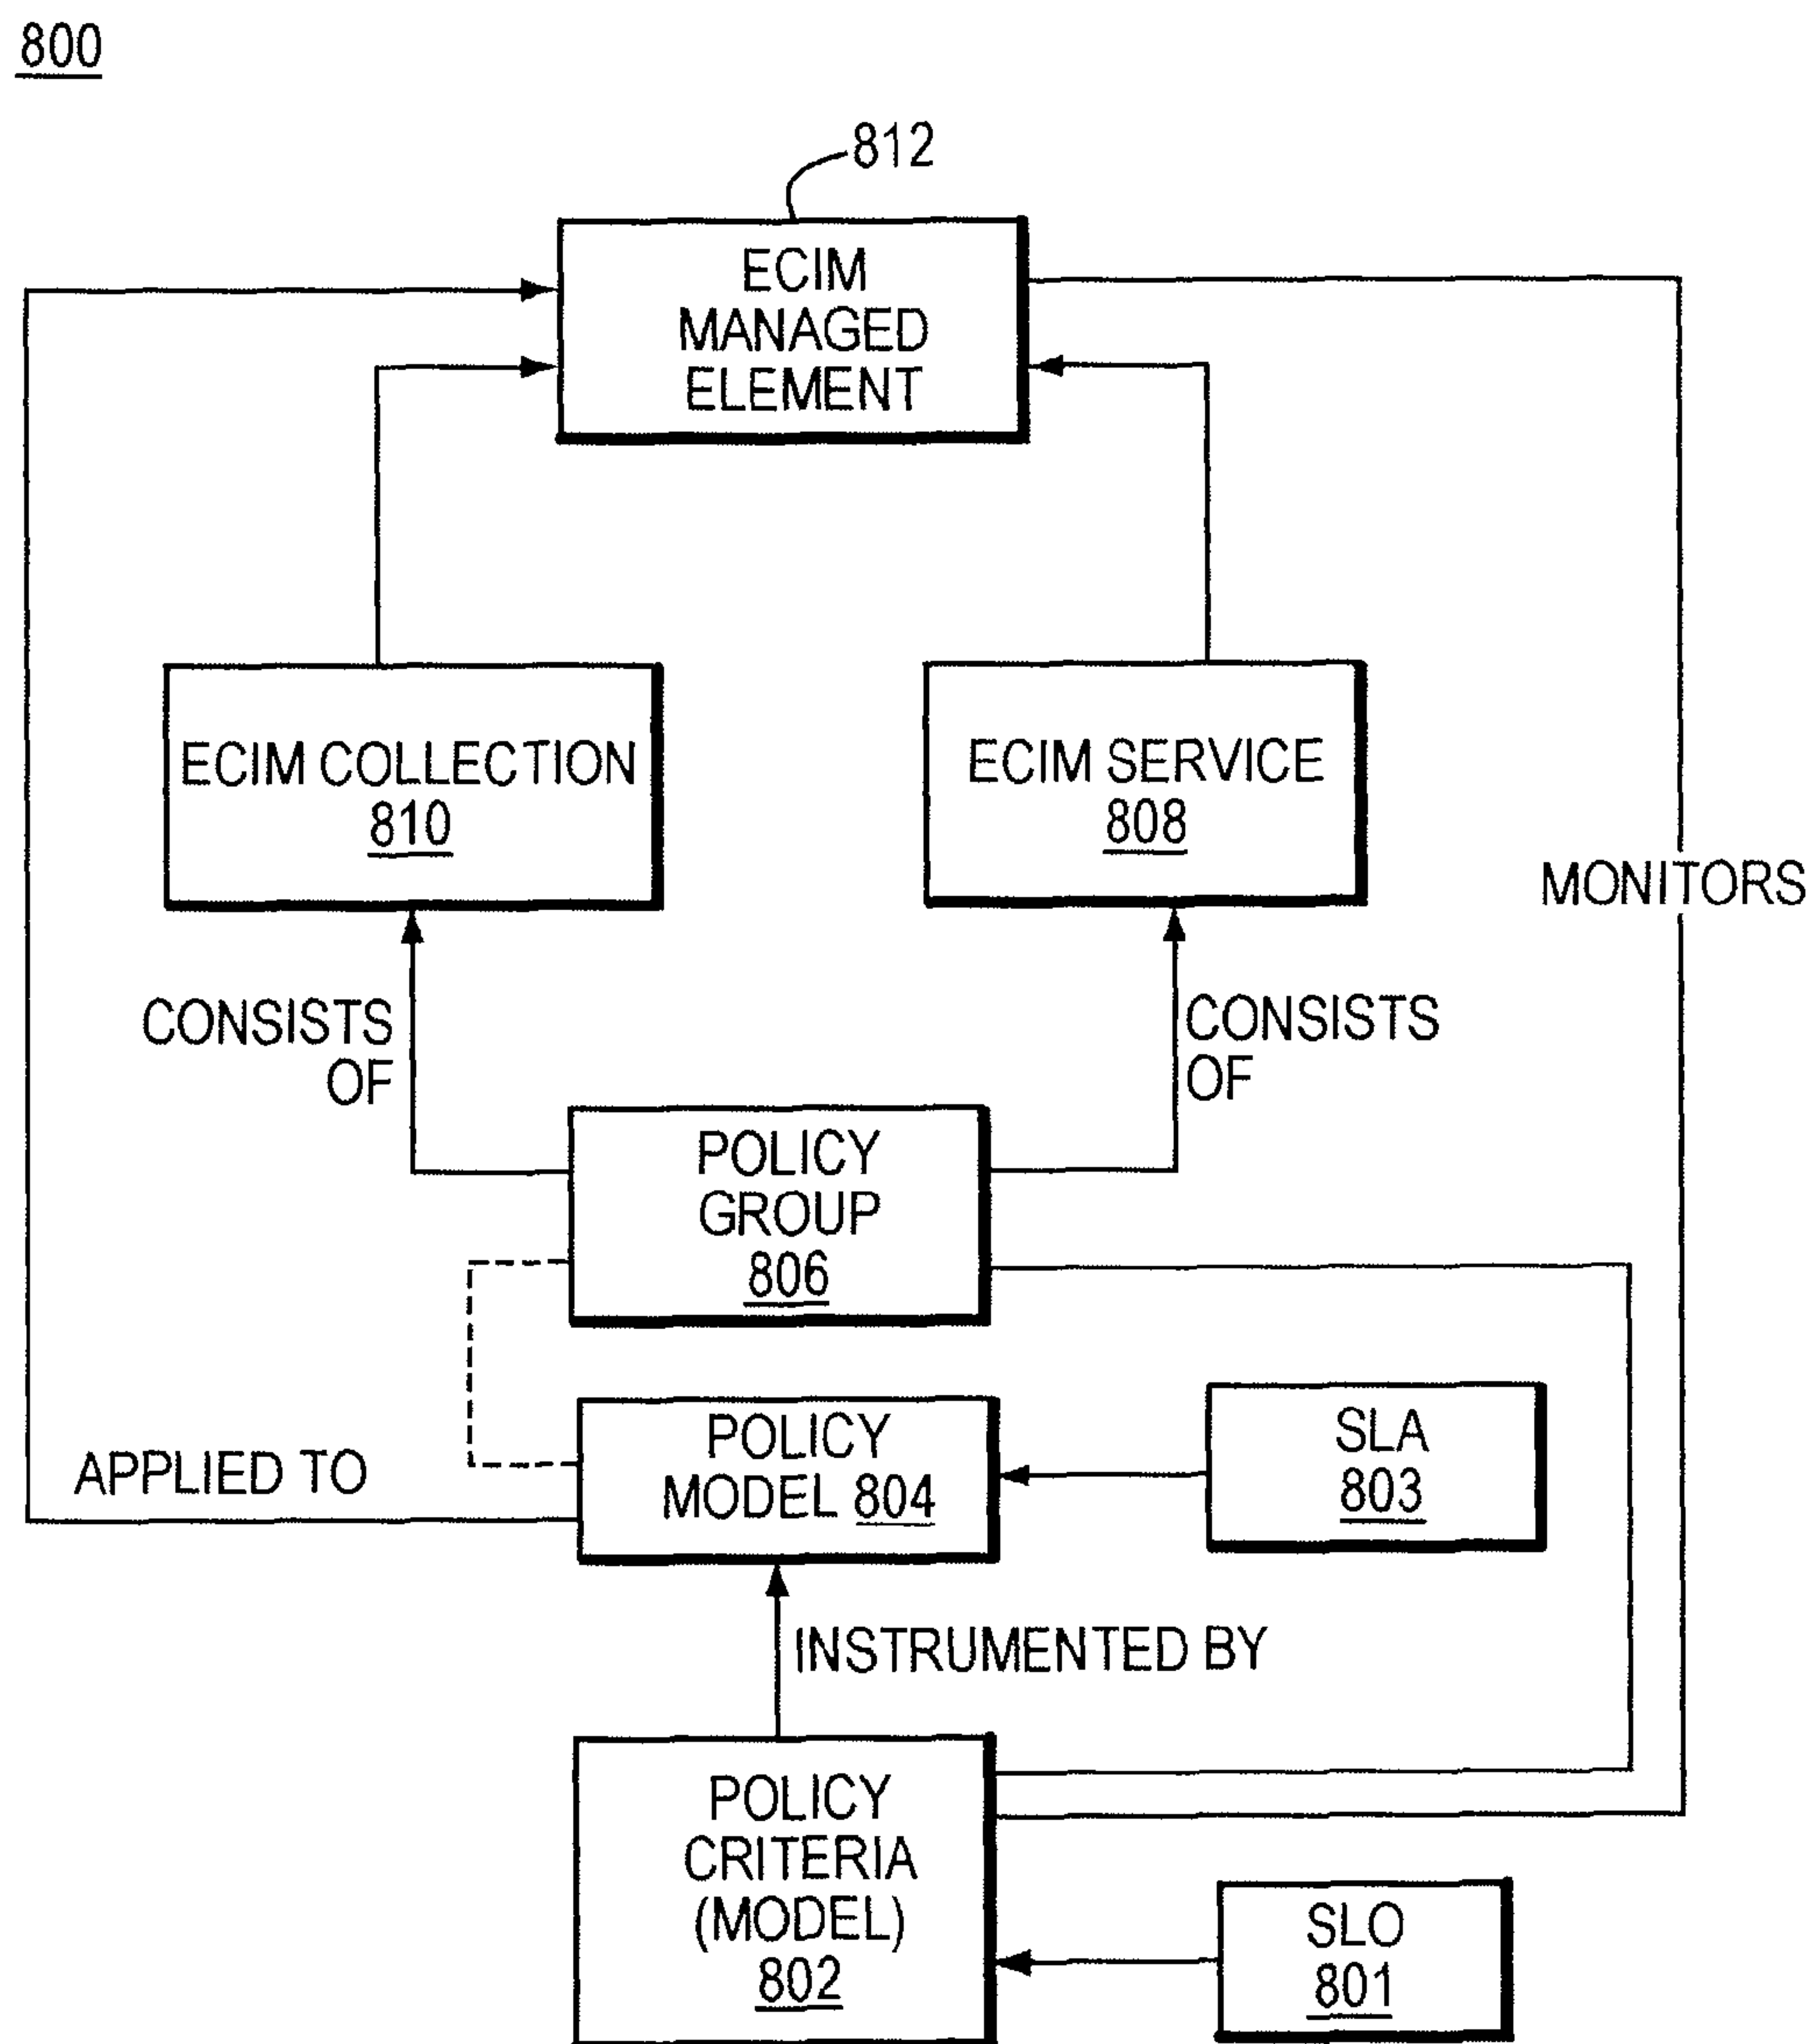 800
812
ECIM
MANAGED
ELEMENT
ECIM COLLECTION
810
ECIM SERVICE
808
MONITORS
CONSISTS
OF
CONSISTS
OF
POLICY
GROUP
806
APPLIED TO
POLICY
MODEL 804
SLA
803
INSTRUMENTED BY
POLICY
CRITERIA
(MODEL)
802
SLO
801